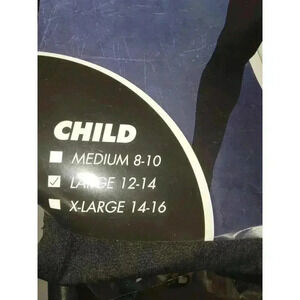 CHILD
MEDIUM 8-10
LARGE 12-14
X-LARGE 14-16